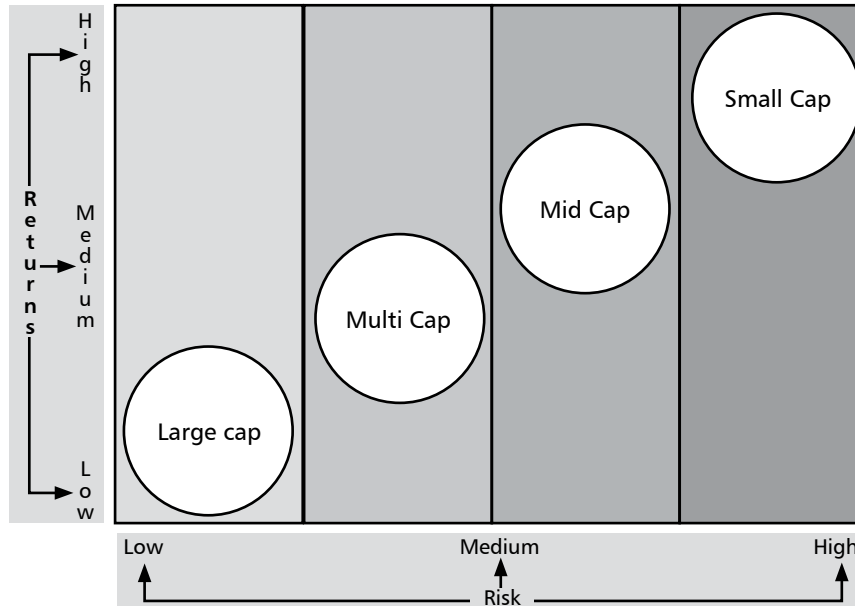 High
Returns
Medium
Low
Small Cap
Mid Cap
Multi Cap
Large cap
Low
Medium
High
Risk